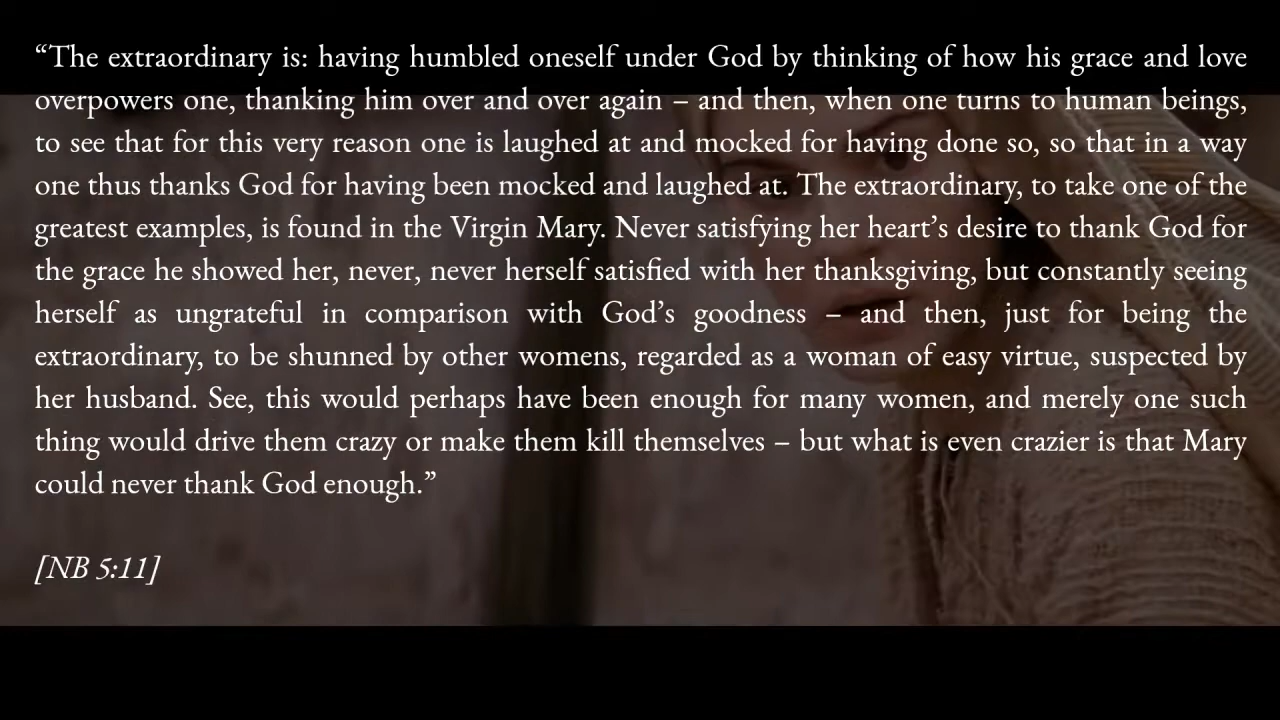 “The extraordinary is: having humbled oneself under God by thinking of how his grace and love
overpowers one, thanking him over and over again – and then, when one turns to human beings,
to see that for this very reason one is laughed at and mocked for having done so, so that in a way
one thus thanks God for having been mocked and laughed at. The extraordinary, to take one of the
greatest examples, is found in the Virgin Mary. Never satisfying her heart’s desire to thank God for
the grace he showed her, never, never herself satisfied with her thanksgiving, but constantly seeing
herself as ungrateful in comparison with God’s goodness – and then, just for being the
extraordinary, to be shunned by other womens, regarded as a woman of easy virtue, suspected by
her husband. See, this would perhaps have been enough for many women, and merely one such
thing would drive them crazy or make them kill themselves – but what is even crazier is that Mary
could never thank God enough.”
[NB 5:11]